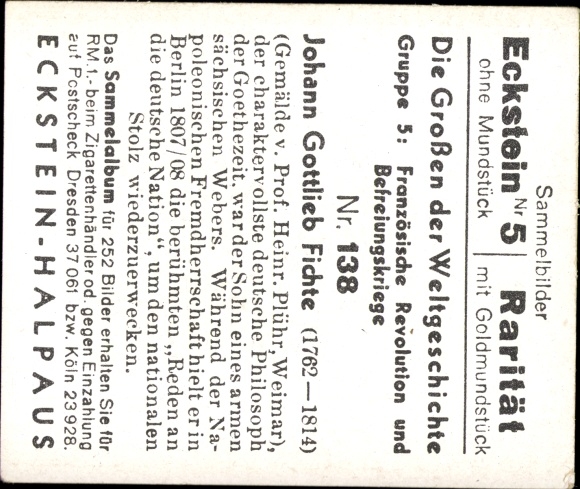 Sammelbilder
Eckstein Nr 5 Rarität
ohne Mundstück mit Goldmundstück
Die Großen der Weltgeschichte
Gruppe 5: Französische Revolution und
Befreiungskriege
Nr. 138
Johann Gottlieb Fichte (1762—1814)
(Gemälde v. Prof. Heinr. Plühr, Weimar),
der charaktervollste deutsche Philosoph
der Goethezeit, war der Sohn eines armen
sächsischen Webers. Während der Na-
poleonischen Fremdherrschaft hielt er in
Berlin 1807/08 die berühmten „Reden an
die deutsche Nation“, um den nationalen
Stolz wiederzuerwecken.
Das Sammelalbum für 252 Bilder erhalten Sie für
RM. 1.- beim Zigarettenhändler od. gegen Einzahlung
auf Postscheck Dresden 37 061 bzw. Köln 23 928.
ECKSTEIN-HALPAUS